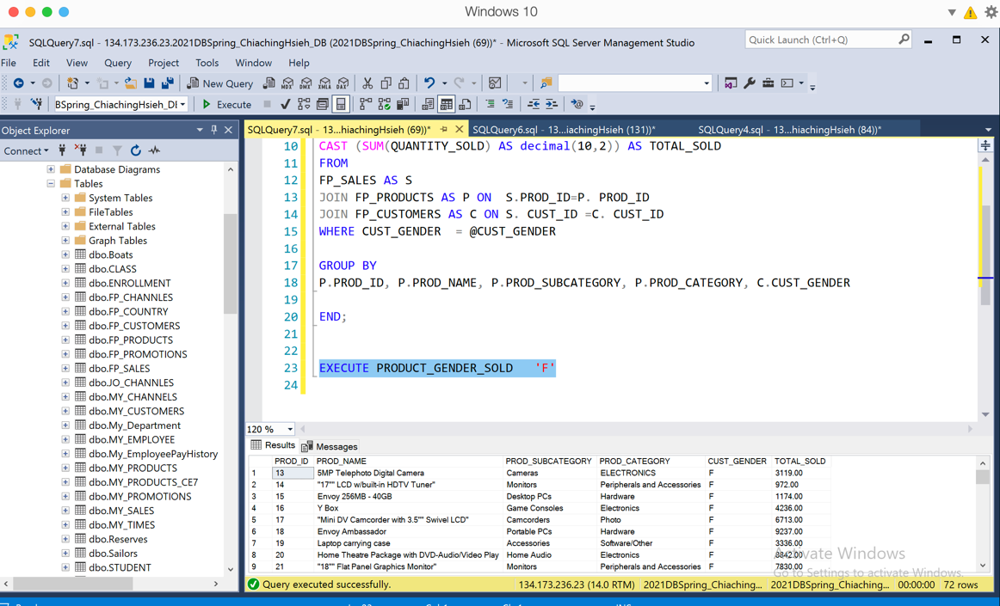 Windows 10
SQLQuery7.sql - 134.173.236.23.2021DBSpring_ChiachingHsieh_DB (2021DBSpring_ChiachingHsieh (69))* - Microsoft SQL Server Management Studio
Quick Launch (Ctrl+Q)
File Edit View Query Project Tools Window Help
New Query
BSpring_ChiachingHsieh_DI Execute
Object Explorer
Connect
Database Diagrams
Tables
System Tables
FileTables
External Tables
Graph Tables
dbo.Boats
dbo.CLASS
dbo.ENROLLMENT
dbo.FP_CHANNLES
dbo.FP_COUNTRY
dbo.FP_CUSTOMERS
dbo.FP_PRODUCTS
dbo.FP_PROMOTIONS
dbo.FP_SALES
dbo.JO_CHANNLES
dbo.MY_CHANNELS
dbo.MY_CUSTOMERS
dbo.My_Department
dbo.MY_EMPLOYEE
dbo.My_EmployeePayHistory
dbo.MY_PRODUCTS
dbo.MY_PRODUCTS_CE7
dbo.MY_PROMOTIONS
dbo.MY_SALES
dbo.MY_TIMES
dbo.Reserves
dbo.Sailors
dbo.STUDENT
SQLQuery7.sql - 13...hiachingHsieh (69))* SQLQuery6.sql - 13...iachingHsieh (131))* SQLQuery4.sql - 13...hiachingHsieh (84))*
10 CAST (SUM(QUANTITY_SOLD) AS decimal(10,2)) AS TOTAL_SOLD
11 FROM
12 FP_SALES AS S
13 JOIN FP_PRODUCTS AS P ON S.PROD_ID=P. PROD_ID
14 JOIN FP_CUSTOMERS AS C ON S. CUST_ID =C. CUST_ID
15 WHERE CUST_GENDER = @CUST_GENDER
16
17 GROUP BY
18 P.PROD_ID, P.PROD_NAME, P.PROD_SUBCATEGORY, P.PROD_CATEGORY, C.CUST_GENDER
19
20 END;
21
22
23 EXECUTE PRODUCT_GENDER_SOLD 'F'
24
120 %
Results Messages
PROD_ID PROD_NAME PROD_SUBCATEGORY PROD_CATEGORY CUST_GENDER TOTAL_SOLD
1 13 5MP Telephoto Digital Camera Cameras ELECTRONICS F 3119.00
2 14 "17"" LCD w/built-in HDTV Tuner" Monitors Peripherals and Accessories F 972.00
3 15 Envoy 256MB - 40GB Desktop PCs Hardware F 1174.00
4 16 Y Box Game Consoles Electronics F 4236.00
5 17 "Mini DV Camcorder with 3.5"" Swivel LCD" Camcorders Photo F 6713.00
6 18 Envoy Ambassador Portable PCs Hardware F 9237.00
7 19 Laptop carrying case Accessories Software/Other F 3336.00
8 20 Home Theatre Package with DVD-Audio/Video Play Home Audio Electronics F 8842.00
9 21 "18"" Flat Panel Graphics Monitor" Monitors Peripherals and Accessories F 7830.00
Activate Windows
Go to Settings to activate Windows.
Query executed successfully. 134.173.236.23 (14.0 RTM) 2021DBSpring_Chiaching... 2021DBSpring_Chiaching... 00:00:00 72 rows